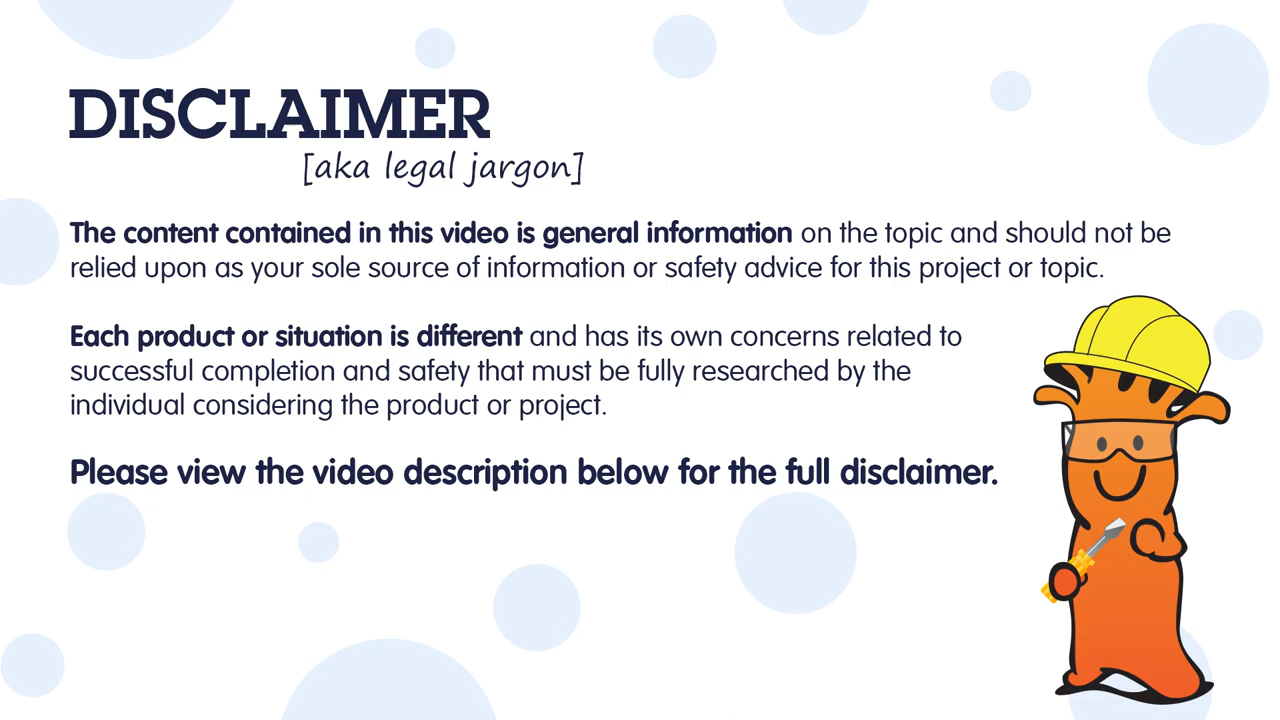 DISCLAIMER
[aka legal jargon]
The content contained in this video is general information on the topic and should not be
relied upon as your sole source of information or safety advice for this project or topic.
Each product or situation is different and has its own concerns related to
successful completion and safety that must be fully researched by the
individual considering the product or project.
Please view the video description below for the full disclaimer.